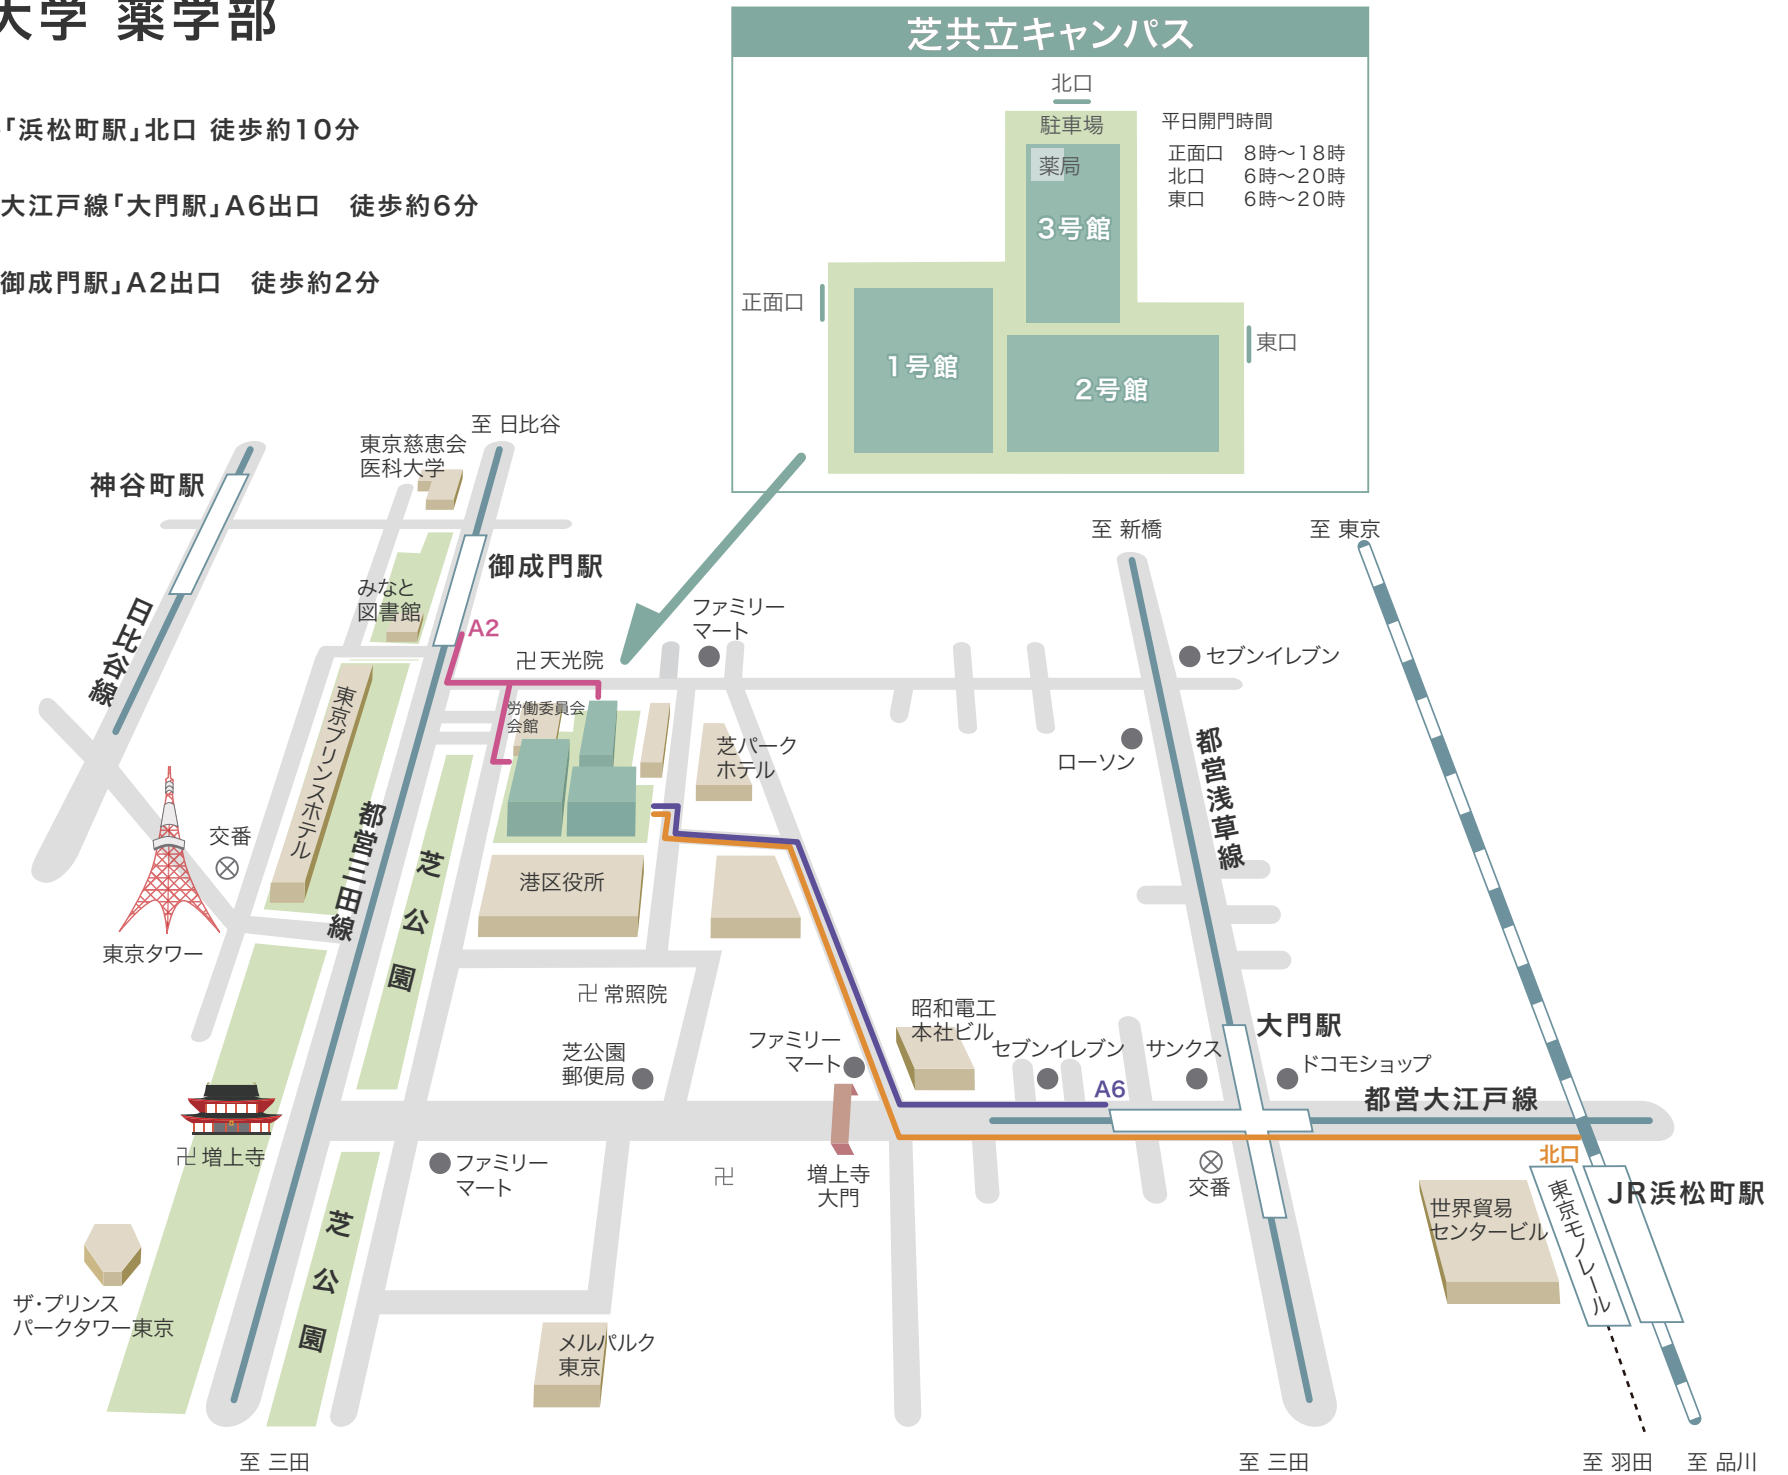 大学 薬学部
「浜松町駅」北口 徒歩約10分
大江戸線「大門駅」A6出口　徒歩約6分
御成門駅」A2出口　徒歩約2分
芝共立キャンパス
北口
駐車場
薬局
3号館
平日開門時間
正面口　8時〜18時
北口　6時〜20時
東口　6時〜20時
正面口
1号館
2号館
東口
至 日比谷
東京慈恵会
医科大学
神谷町駅
至 新橋
至 東京
御成門駅
みなと
図書館
日比谷線
A2
卍天光院
ファミリー
マート
セブンイレブン
東京プリンスホテル
労働委員会
会館
芝パーク
ホテル
ローソン
都営浅草線
都営三田線
交番
芝公園
港区役所
東京タワー
卍 常照院
昭和電工
本社ビル
芝公園
郵便局
ファミリー
マート
セブンイレブン
サンクス
大門駅
ドコモショップ
A6
都営大江戸線
卍 増上寺
ファミリー
マート
卍
増上寺
大門
交番
北口
JR浜松町駅
東京モノレール
世界貿易
センタービル
芝公園
ザ・プリンス
パークタワー東京
メルパルク
東京
至 三田
至 三田
至 羽田
至 品川